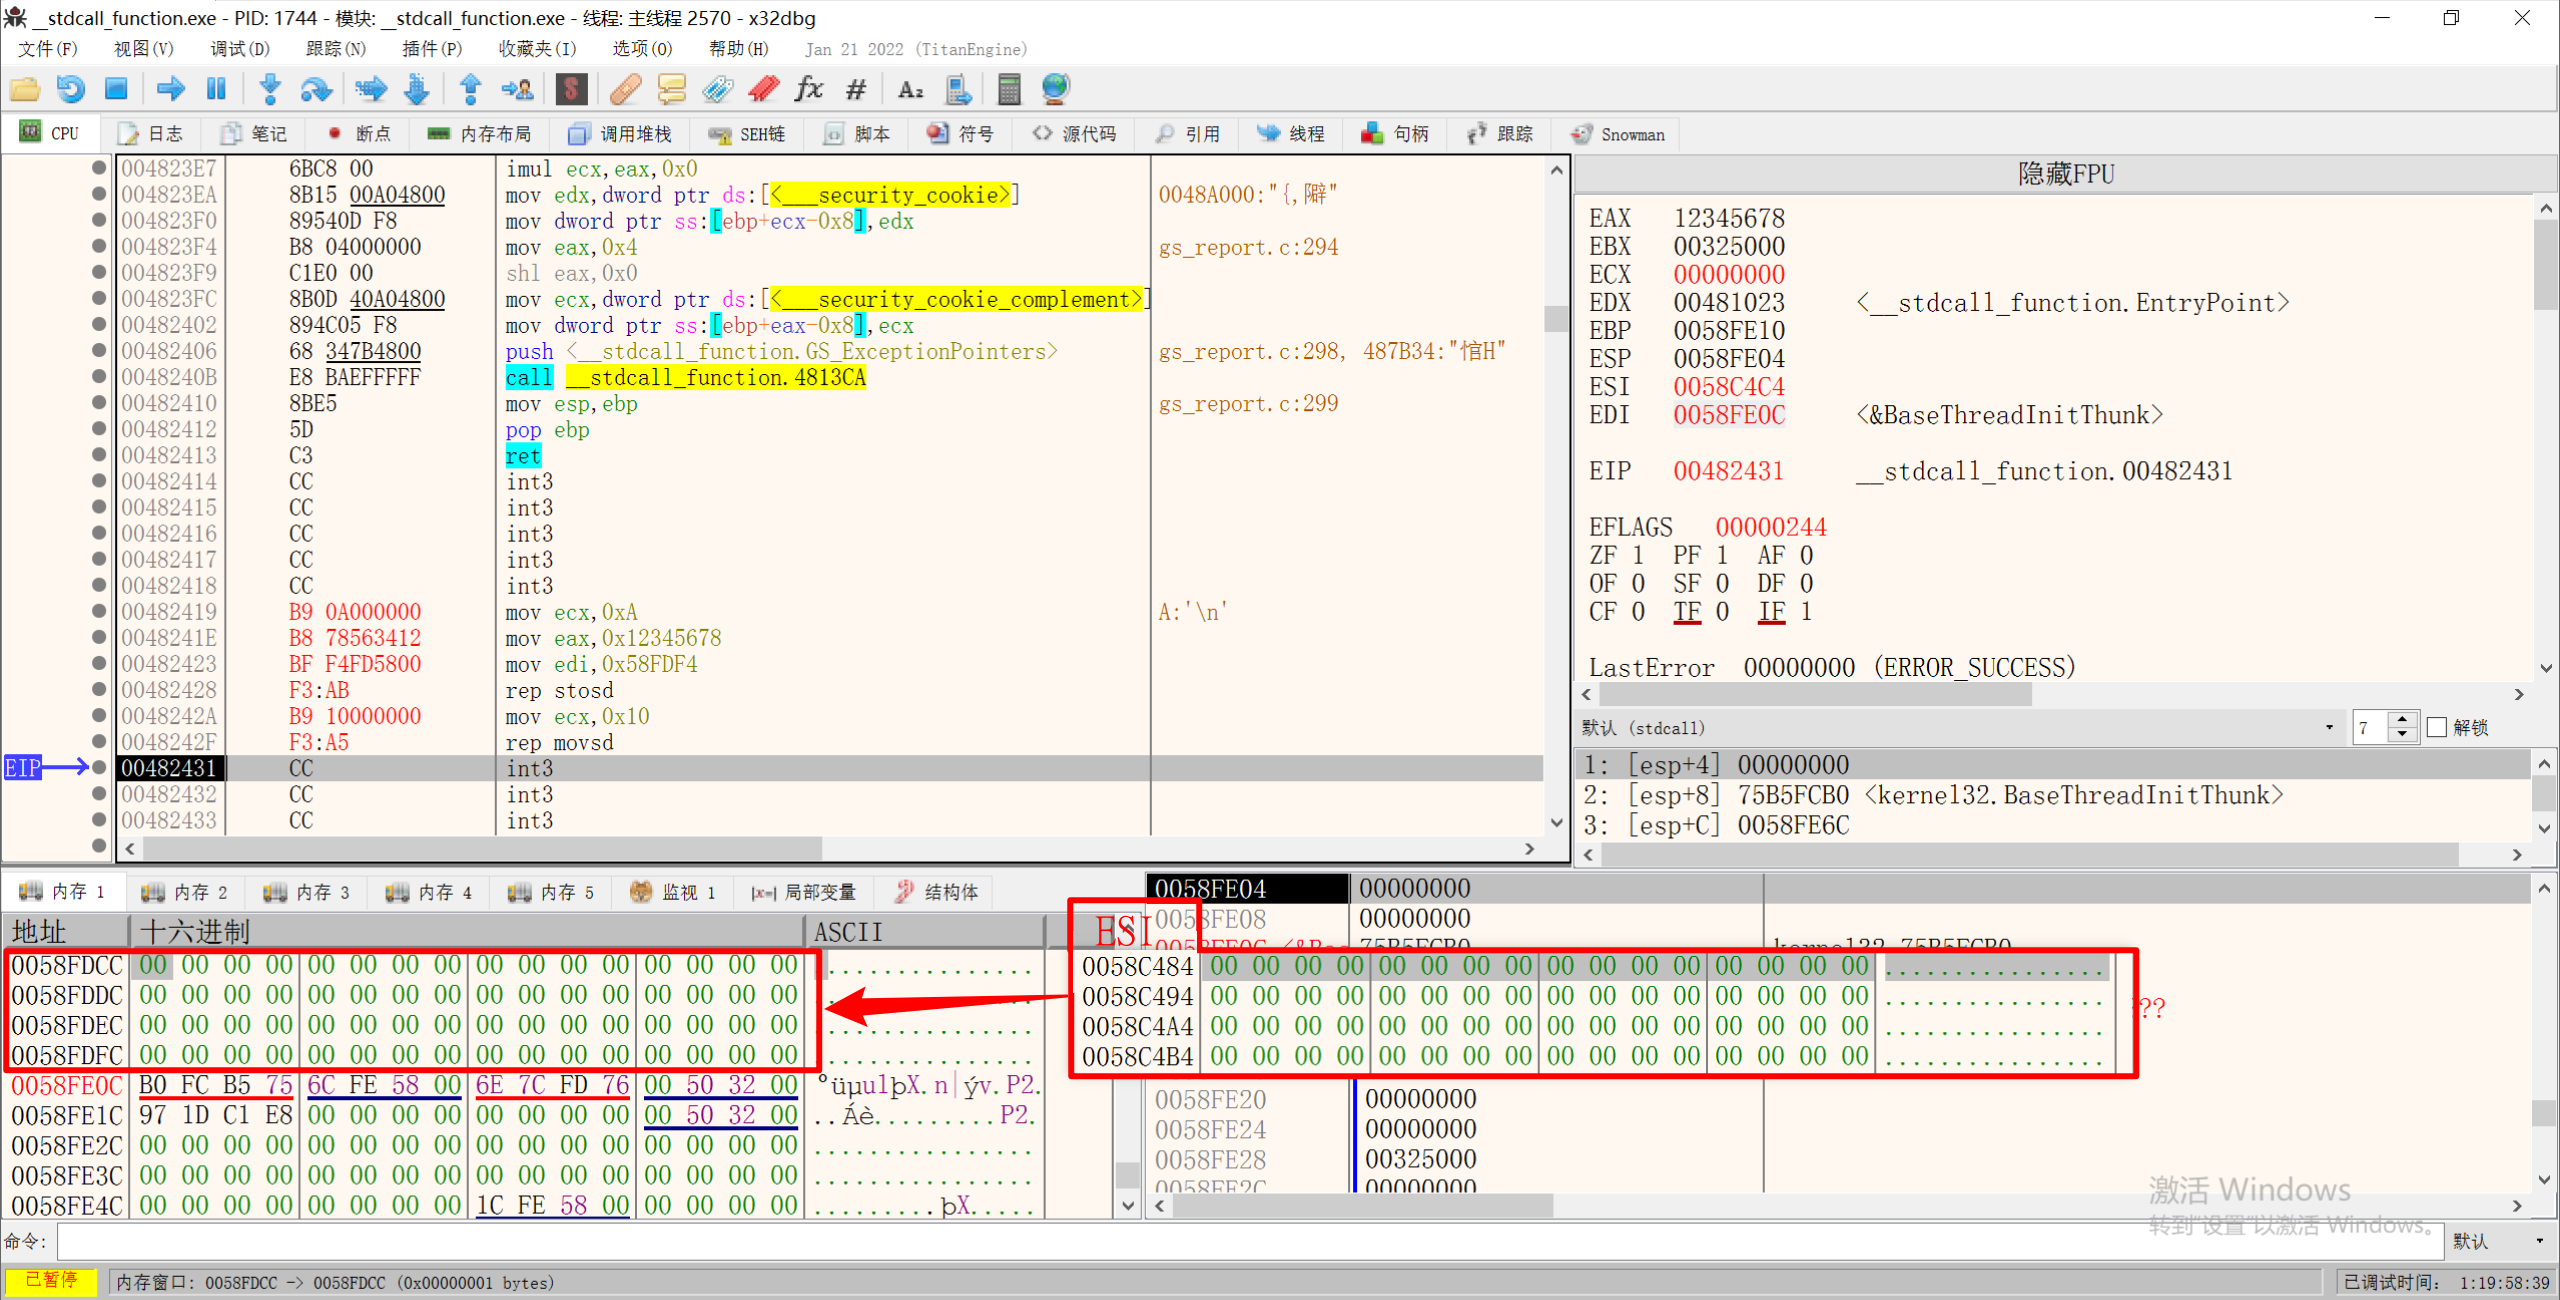 __stdcall_function.exe - PID: 1744 - 模块: __stdcall_function.exe - 线程: 主线程 2570 - x32dbg
文件(F) 视图(V) 调试(D) 跟踪(N) 插件(P) 收藏夹(I) 选项(O) 帮助(H) Jan 21 2022 (TitanEngine)
CPU 日志 笔记 断点 内存布局 调用堆栈 SEH链 脚本 符号 源代码 引用 线程 句柄 跟踪 Snowman
004823E7 6BC8 00 imul ecx,eax,0x0
004823EA 8B15 00A04800 mov edx,dword ptr ds:[<___security_cookie>] 0048A000:"{,隦"
004823F0 89540D F8 mov dword ptr ss:[ebp+ecx-0x8],edx
004823F4 B8 04000000 mov eax,0x4 gs_report.c:294
004823F9 C1E0 00 shl eax,0x0
004823FC 8B0D 40A04800 mov ecx,dword ptr ds:[<___security_cookie_complement>]
00482402 894C05 F8 mov dword ptr ss:[ebp+eax-0x8],ecx
00482406 68 347B4800 push <__stdcall_function.GS_ExceptionPointers> gs_report.c:298, 487B34:"悺H"
0048240B E8 BAEFFFFF call __stdcall_function.4813CA
00482410 8BE5 mov esp,ebp gs_report.c:299
00482412 5D pop ebp
00482413 C3 ret
00482414 CC int3
00482415 CC int3
00482416 CC int3
00482417 CC int3
00482418 CC int3
00482419 B9 0A000000 mov ecx,0xA A:'\n'
0048241E B8 78563412 mov eax,0x12345678
00482423 BF F4FD5800 mov edi,0x58FDF4
00482428 F3:AB rep stosd
0048242A B9 10000000 mov ecx,0x10
0048242F F3:A5 rep movsd
EIP 00482431 CC int3
00482432 CC int3
00482433 CC int3
隐藏FPU
EAX 12345678
EBX 00325000
ECX 00000000
EDX 00481023 <__stdcall_function.EntryPoint>
EBP 0058FE10
ESP 0058FE04
ESI 0058C4C4
EDI 0058FE0C <&BaseThreadInitThunk>
EIP 00482431 __stdcall_function.00482431
EFLAGS 00000244
ZF 1 PF 1 AF 0
OF 0 SF 0 DF 0
CF 0 TF 0 IF 1
LastError 00000000 (ERROR_SUCCESS)
默认 (stdcall) 7 解锁
1: [esp+4] 00000000
2: [esp+8] 75B5FCB0 <kernel32.BaseThreadInitThunk>
3: [esp+C] 0058FE6C
内存 1 内存 2 内存 3 内存 4 内存 5 监视 1 局部变量 结构体
地址 十六进制 ASCII
0058FDCC 00 00 00 00 00 00 00 00 00 00 00 00 00 00 00 00 ................
0058FDDC 00 00 00 00 00 00 00 00 00 00 00 00 00 00 00 00 ................
0058FDEC 00 00 00 00 00 00 00 00 00 00 00 00 00 00 00 00 ................
0058FDFC 00 00 00 00 00 00 00 00 00 00 00 00 00 00 00 00 ................
0058FE0C B0 FC B5 75 6C FE 58 00 6E 7C FD 76 00 50 32 00 °üµulþX.n|ýv.P2.
0058FE1C 97 1D C1 E8 00 00 00 00 00 00 00 00 00 50 32 00 ..Áè.........P2.
0058FE2C 00 00 00 00 00 00 00 00 00 00 00 00 00 00 00 00 ................
0058FE3C 00 00 00 00 00 00 00 00 00 00 00 00 00 00 00 00 ................
0058FE4C 00 00 00 00 00 00 00 00 1C FE 58 00 00 00 00 00 .........þX.....
0058FE04 00000000
0058FE08 00000000
ESI
0058FE0C <&Bas 75B5FCB0 kernel32.75B5FCB0
0058C484 00 00 00 00 00 00 00 00 00 00 00 00 00 00 00 00 ................
0058C494 00 00 00 00 00 00 00 00 00 00 00 00 00 00 00 00 ................
???
0058C4A4 00 00 00 00 00 00 00 00 00 00 00 00 00 00 00 00 ................
0058C4B4 00 00 00 00 00 00 00 00 00 00 00 00 00 00 00 00 ................
0058FE20 00000000
0058FE24 00000000
0058FE28 00325000
0058FE2C 00000000
激活 Windows
转到"设置"以激活 Windows。
命令: 默认
已暂停 内存窗口: 0058FDCC -> 0058FDCC (0x00000001 bytes) 已调试时间: 1:19:58:39